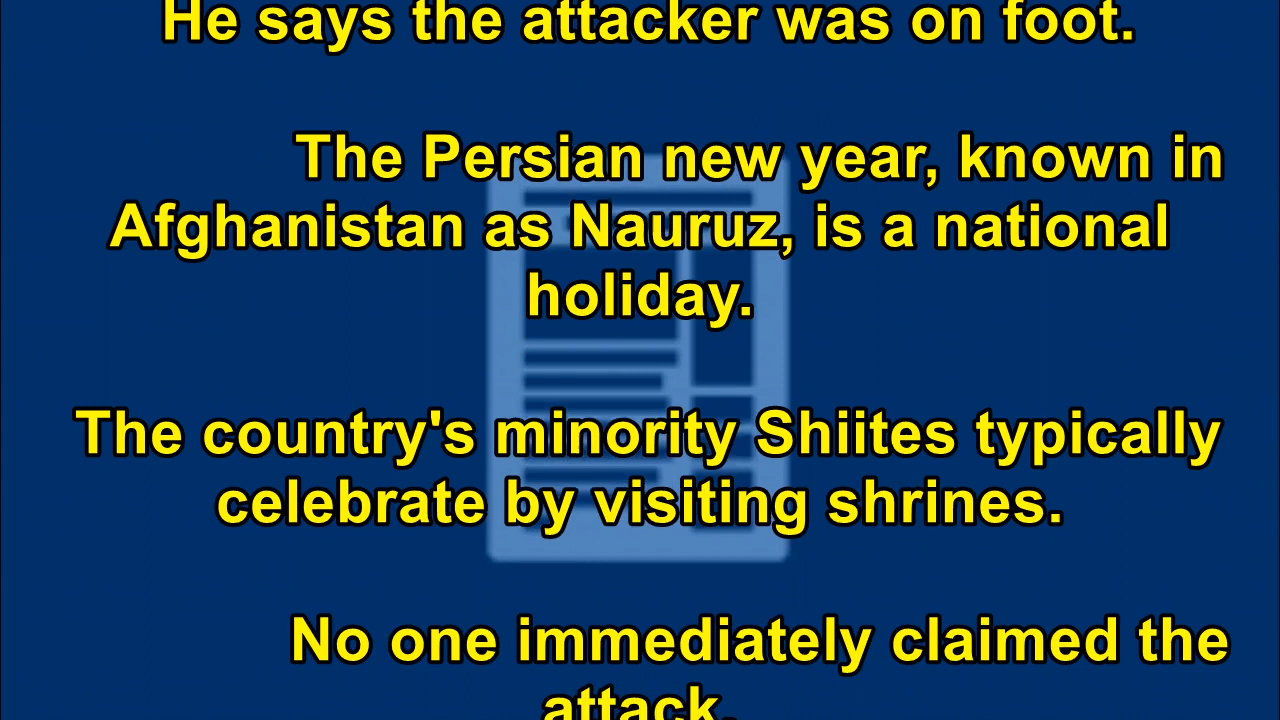 He says the attacker was on foot.
The Persian new year, known in
Afghanistan as Nauruz, is a national
holiday.
The country's minority Shiites typically
celebrate by visiting shrines.
No one immediately claimed the
attack.